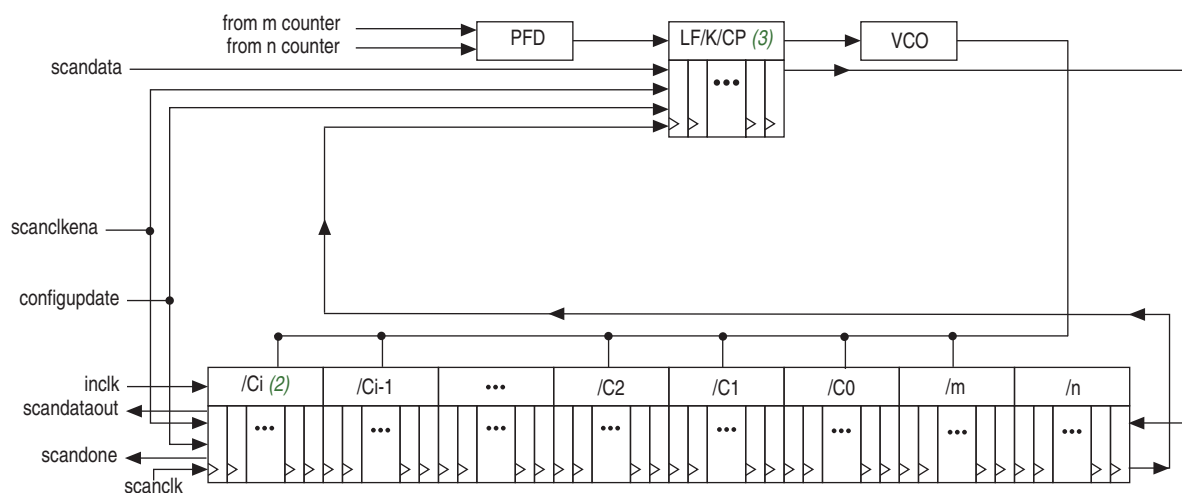 from m counter
from n counter
PFD
LF/K/CP (3)
VCO
scandata
•••
scanclkena
configupdate
inclk
/Ci (2)
/Ci-1
•••
/C2
/C1
/C0
/m
/n
scandataout
••• ••• ••• ••• ••• ••• ••• •••
scandone
scanclk